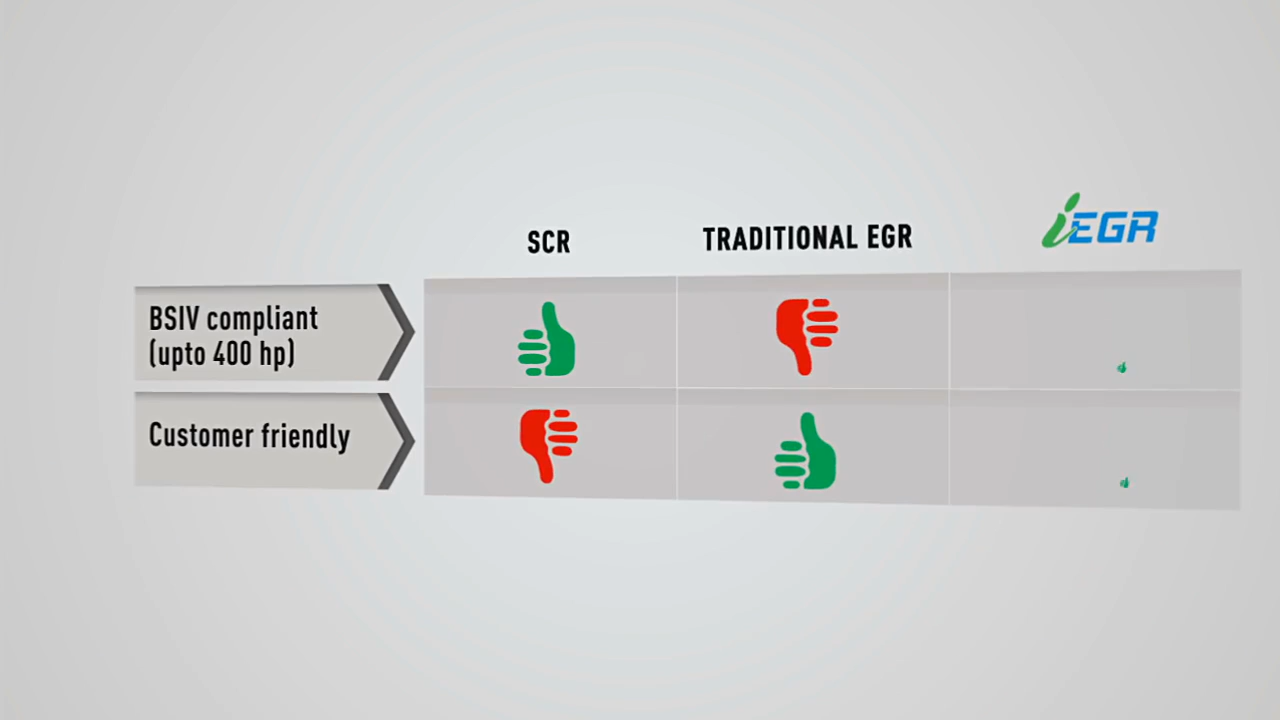 SCR
TRADITIONAL EGR
iEGR
BSIV compliant
(upto 400 hp)
Customer friendly